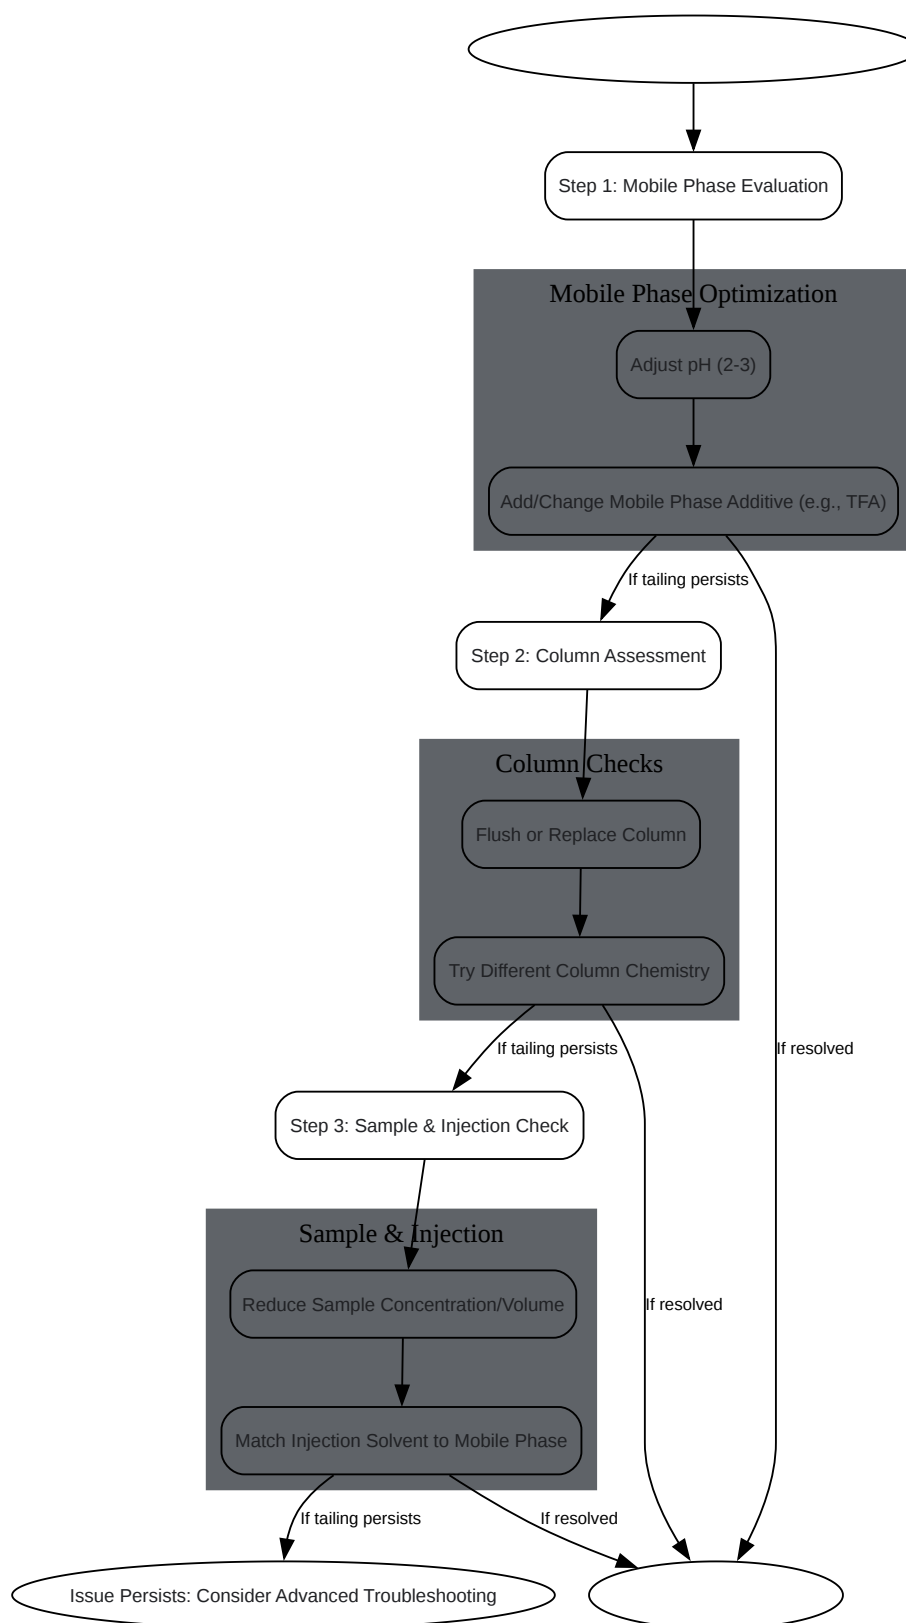 Step 1: Mobile Phase Evaluation
Mobile Phase Optimization
Adjust pH (2-3)
Add/Change Mobile Phase Additive (e.g., TFA)
If tailing persists
Step 2: Column Assessment
Column Checks
Flush or Replace Column
Try Different Column Chemistry
If tailing persists
If resolved
Step 3: Sample & Injection Check
Sample & Injection
Reduce Sample Concentration/Volume
If resolved
Match Injection Solvent to Mobile Phase
If tailing persists
If resolved
Issue Persists: Consider Advanced Troubleshooting